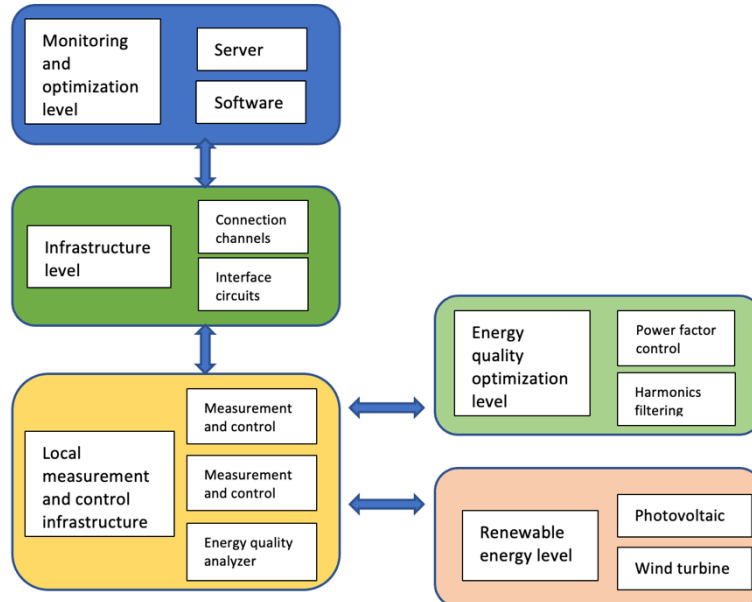 Monitoring
and
optimization
level
Server
Software
Infrastructure
level
Connection
channels
Interface
circuits
Energy
quality
optimization
level
Power factor
control
Harmonics
filtering
Local
measurement
and control
infrastructure
Measurement
and control
Measurement
and control
Energy quality
analyzer
Renewable
energy level
Photovoltaic
Wind turbine